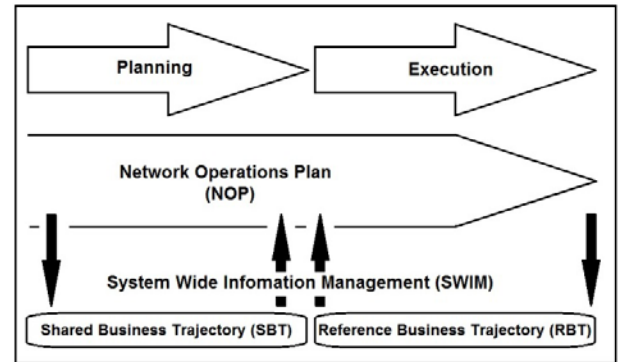 Planning
Execution
Network Operations Plan
(NOP)
System Wide Infomation Management (SWIM)
Shared Business Trajectory (SBT)
Reference Business Trajectory (RBT)